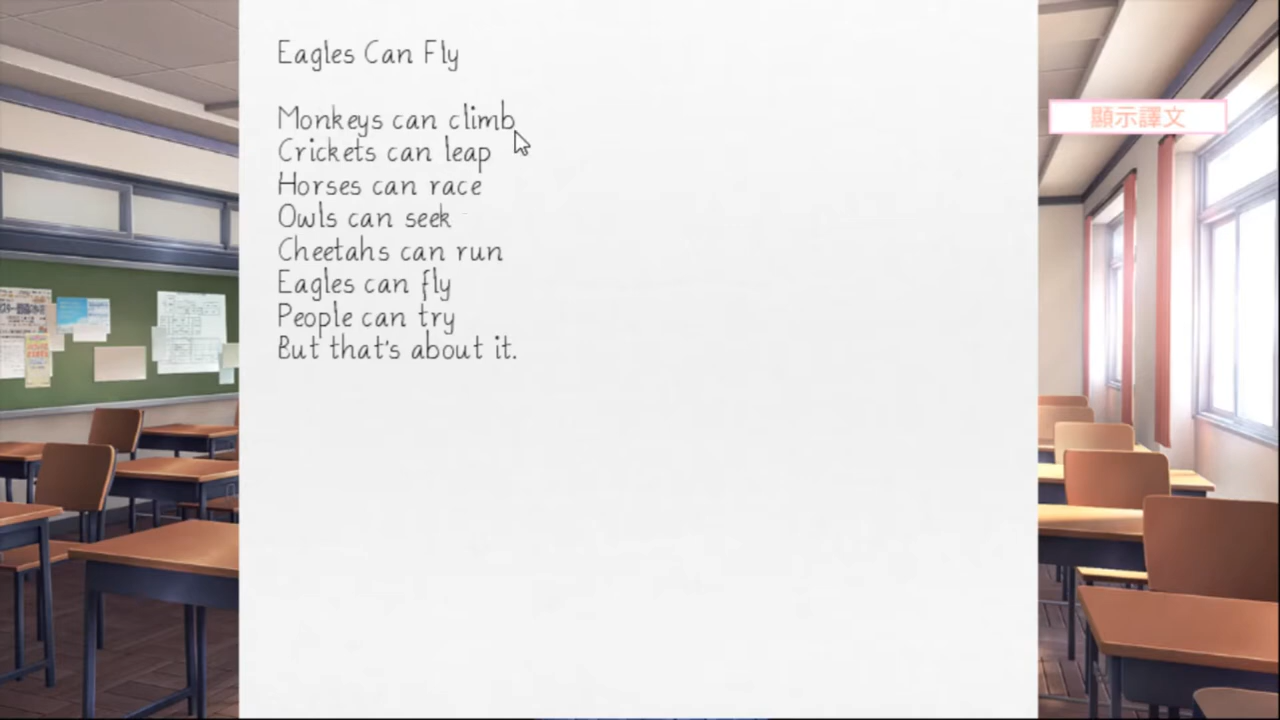 Eagles Can Fly
Monkeys can climb
Crickets can leap
Horses can race
Owls can seek
Cheetahs can run
Eagles can fly
People can try
But that's about it.
顯示譯文